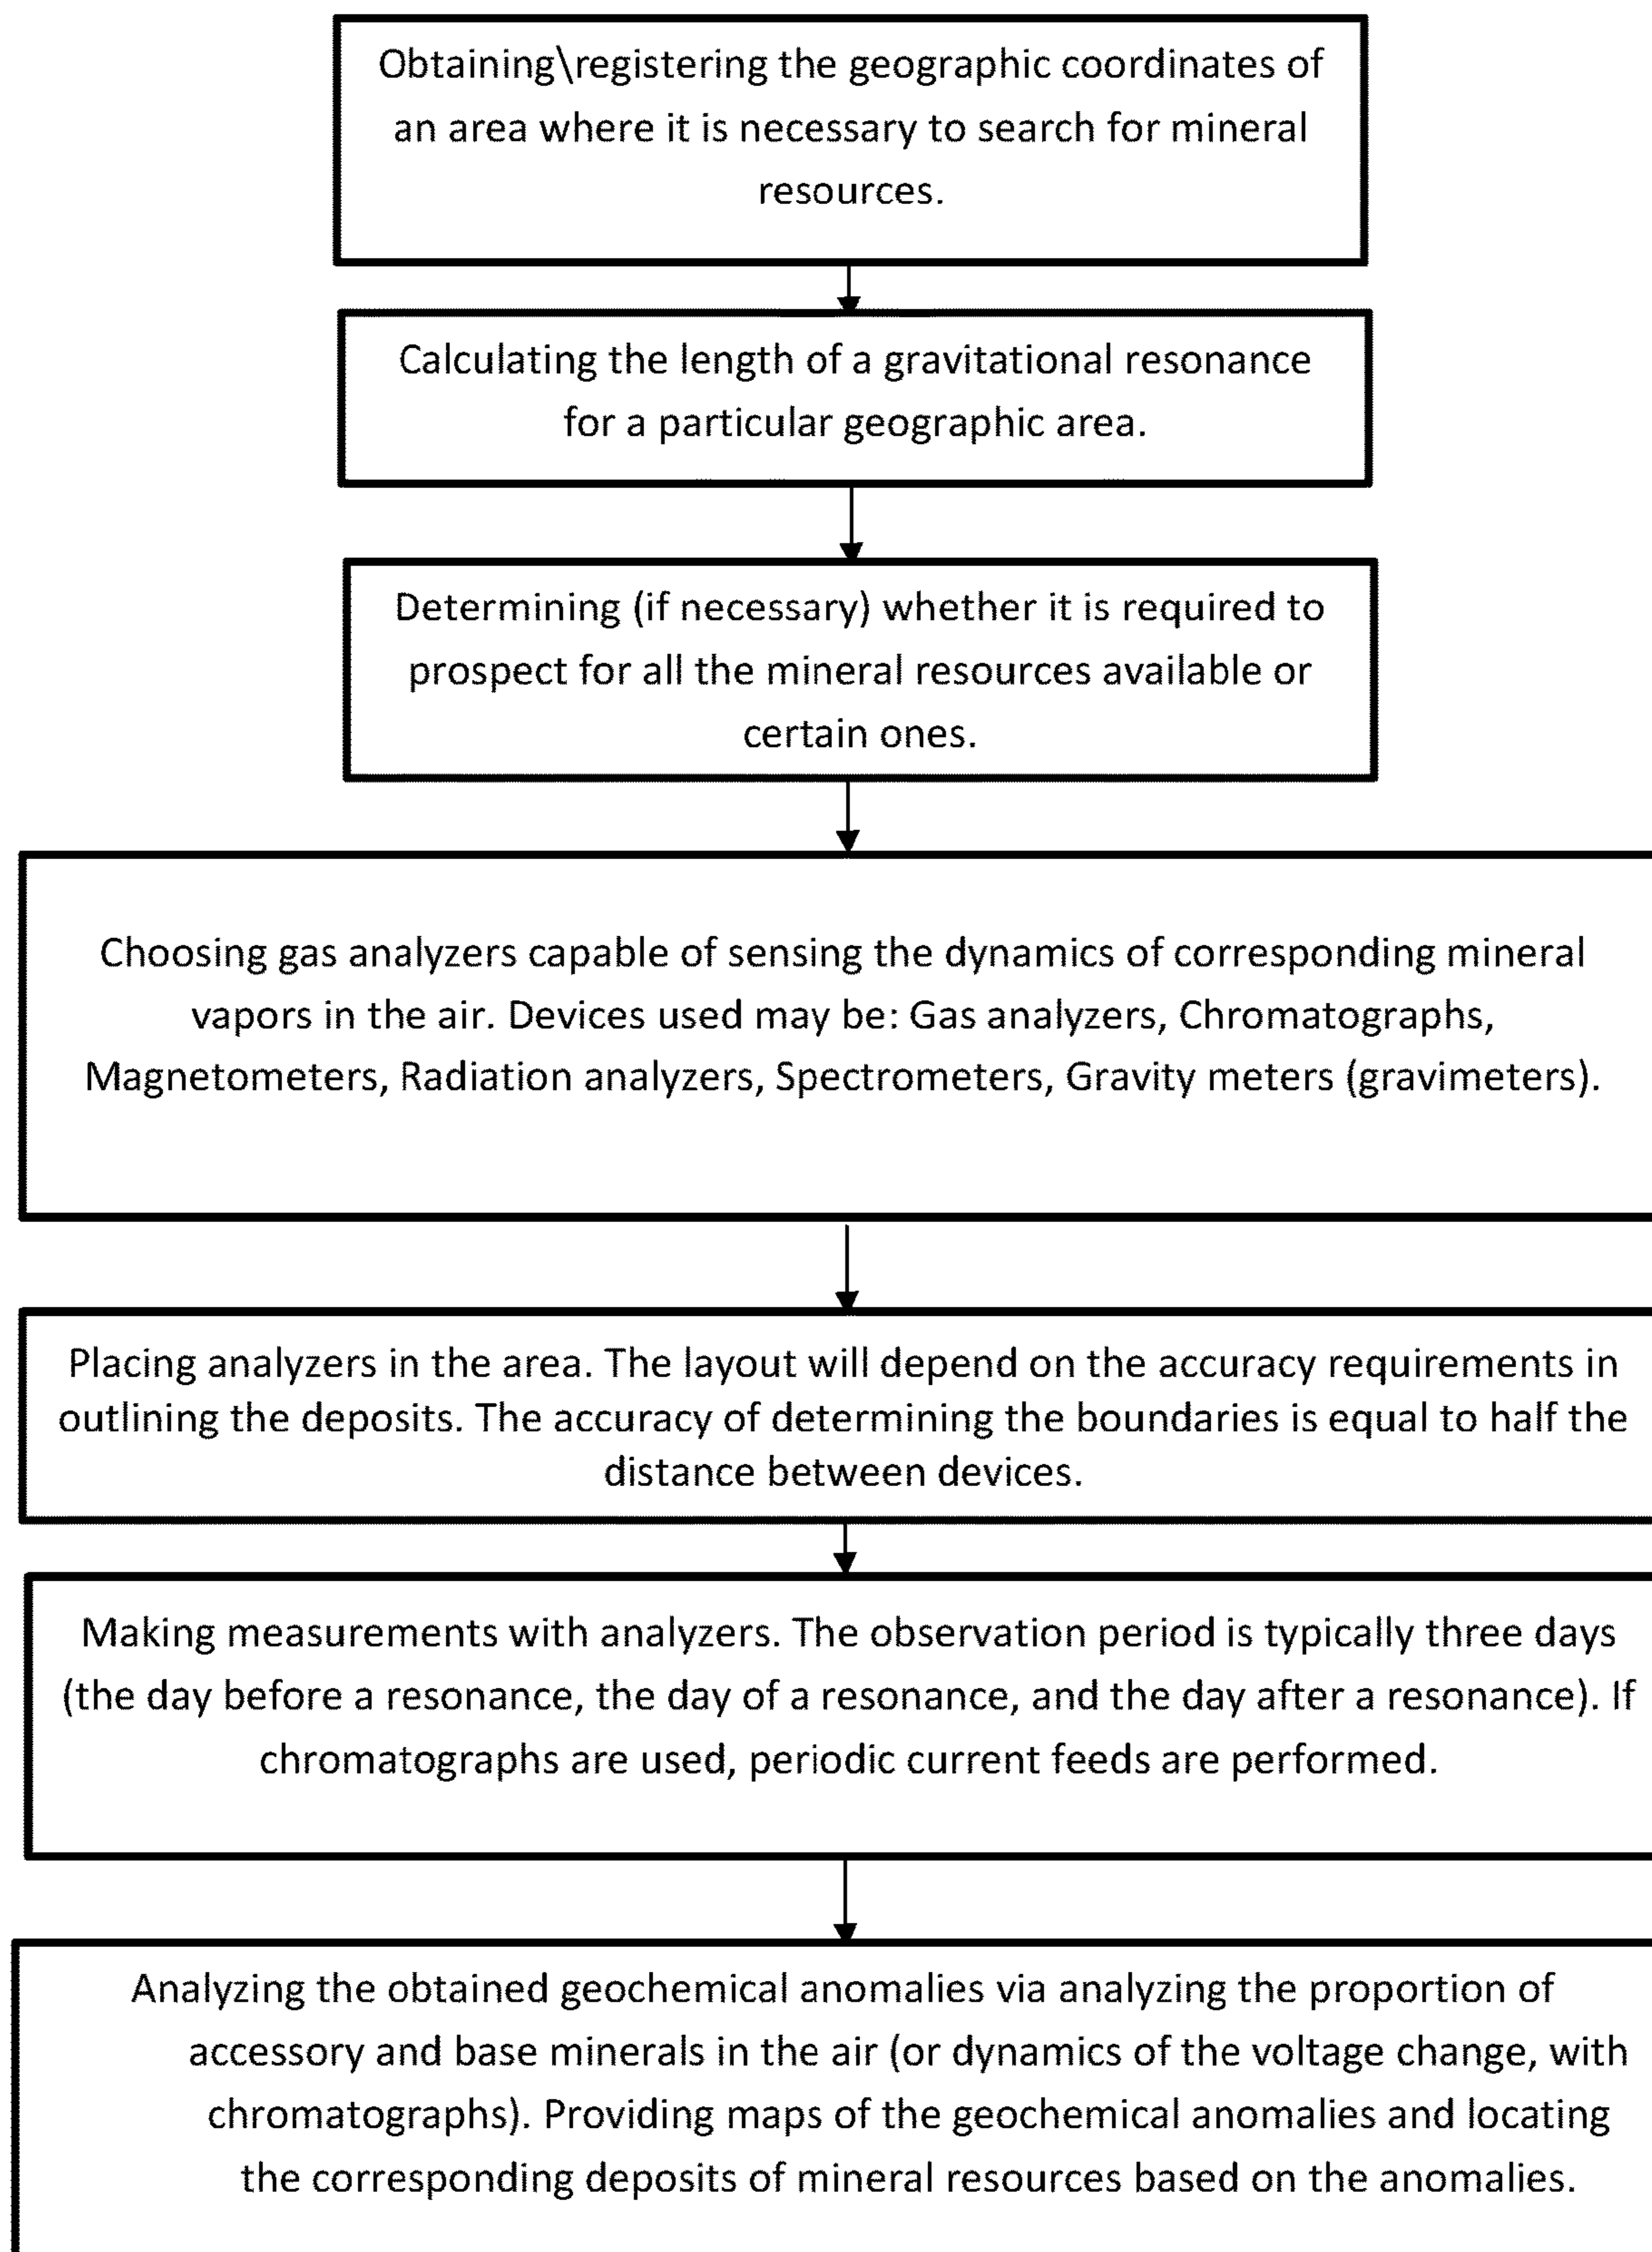 Obtaining\registering the geographic coordinates of
an area where it is necessary to search for mineral
resources.
Calculating the length of a gravitational resonance
for a particular geographic area.
Determining (if necessary) whether it is required to
prospect for all the mineral resources available or
certain ones.
Choosing gas analyzers capable of sensing the dynamics of corresponding mineral
vapors in the air. Devices used may be: Gas analyzers, Chromatographs,
Magnetometers, Radiation analyzers, Spectrometers, Gravity meters (gravimeters).
Placing analyzers in the area. The layout will depend on the accuracy requirements in
outlining the deposits. The accuracy of determining the boundaries is equal to half the
distance between devices.
Making measurements with analyzers. The observation period is typically three days
(the day before a resonance, the day of a resonance, and the day after a resonance). If
chromatographs are used, periodic current feeds are performed.
Analyzing the obtained geochemical anomalies via analyzing the proportion of
accessory and base minerals in the air (or dynamics of the voltage change, with
chromatographs). Providing maps of the geochemical anomalies and locating
the corresponding deposits of mineral resources based on the anomalies.